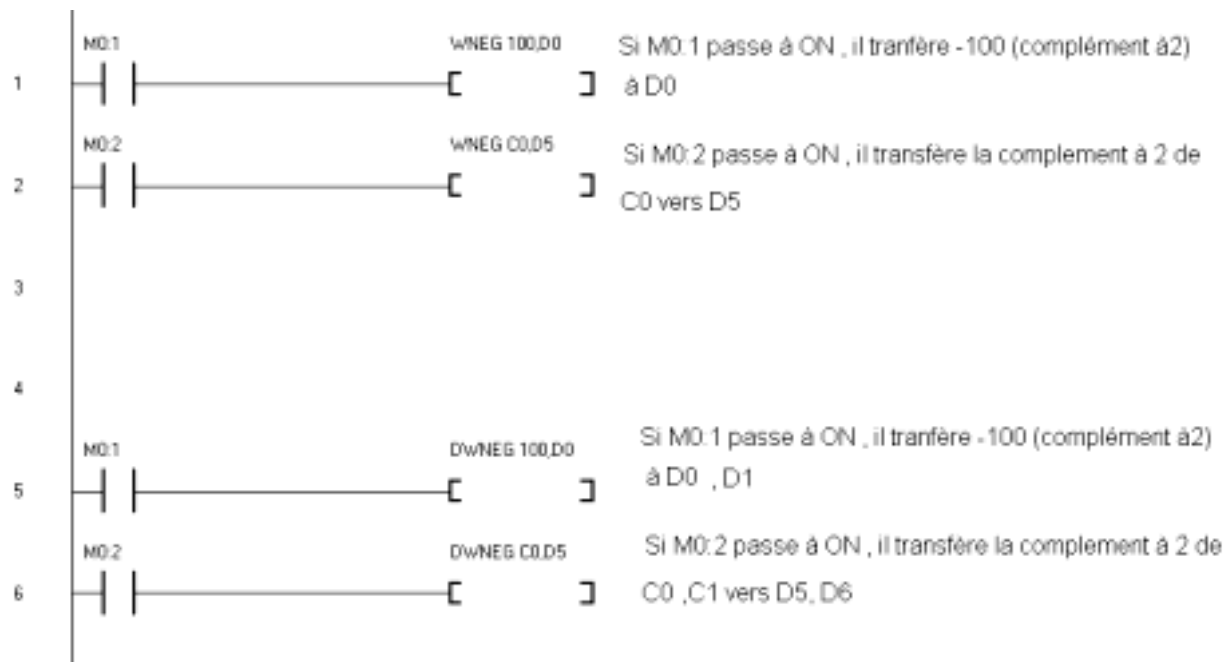 M0:1 WNEG 100,D0 Si M0:1 passe à ON , il tranfère -100 (complément à2)
1 à D0
M0:2 WNEG C0,D5 Si M0:2 passe à ON , il transfère la complement à 2 de
2 C0 vers D5
3
4
M0:1 DWNEG 100,D0 Si M0:1 passe à ON , il tranfère -100 (complément à2)
5 à D0 , D1
M0:2 DWNEG C0,D5 Si M0:2 passe à ON , il transfère la complement à 2 de
6 C0 ,C1 vers D5, D6